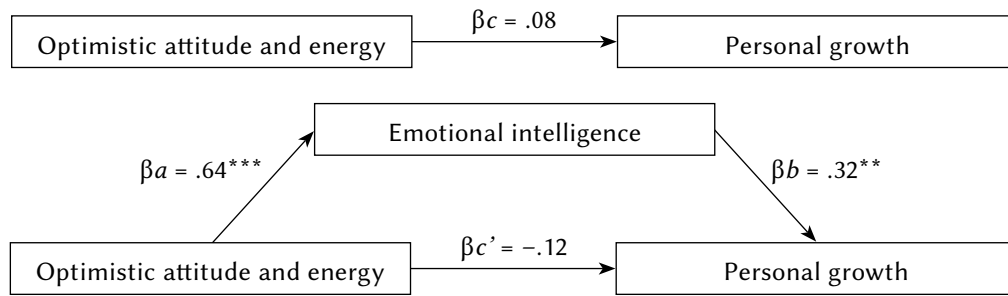 βc = .08
Optimistic attitude and energy
Personal growth
Emotional intelligence
βa = .64***
βb = .32**
βc’ = –.12
Optimistic attitude and energy
Personal growth